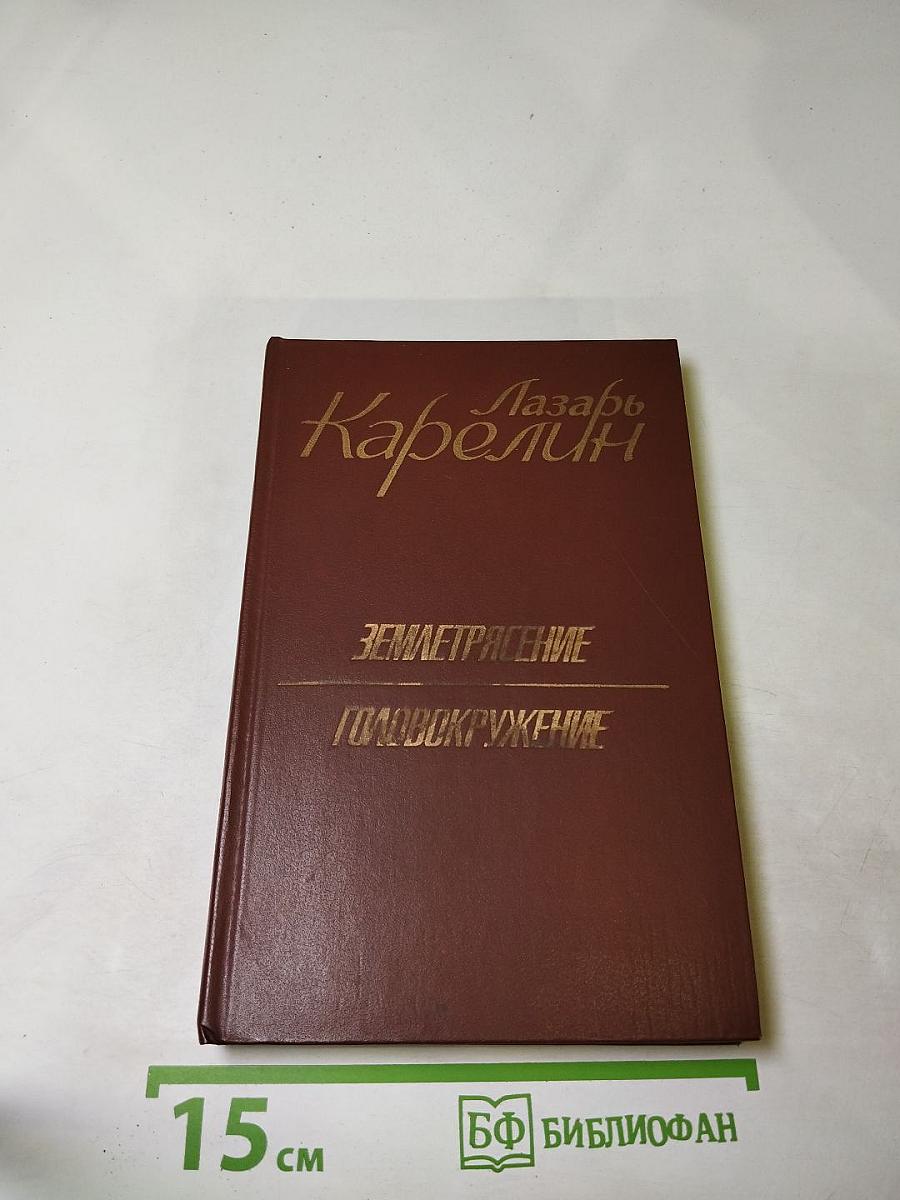 Лазарь
Карелин
ЗЕМЛЕТРЯСЕНИЕ
ГОЛОВОКРУЖЕНИЕ
15 см
БФ БИБЛИОФАН